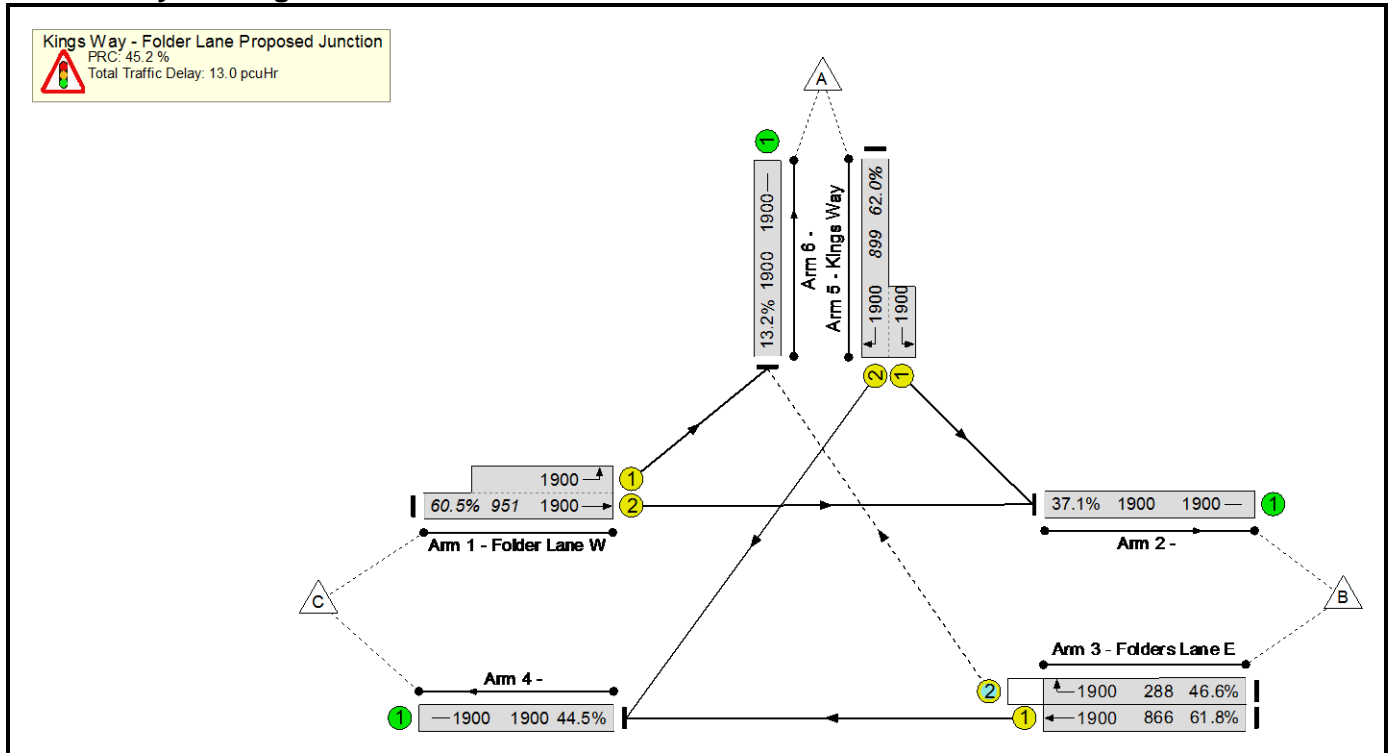 Kings Way - Folder Lane Proposed Junction
PRC: 45.2 %
Total Traffic Delay: 13.0 pcuHr
A
1
13.2% 1900 1900
Arm 6 -
Arm 5 - Kings Way
1900 899 62.0%
1900
2 1
1900 1
60.5% 951 1900 2
Arm 1 - Folder Lane W
37.1% 1900 1900 1
Arm 2 -
C
B
Arm 3 - Folders Lane E
2 1900 288 46.6%
1 1900 866 61.8%
Arm 4 -
1 1900 1900 44.5%